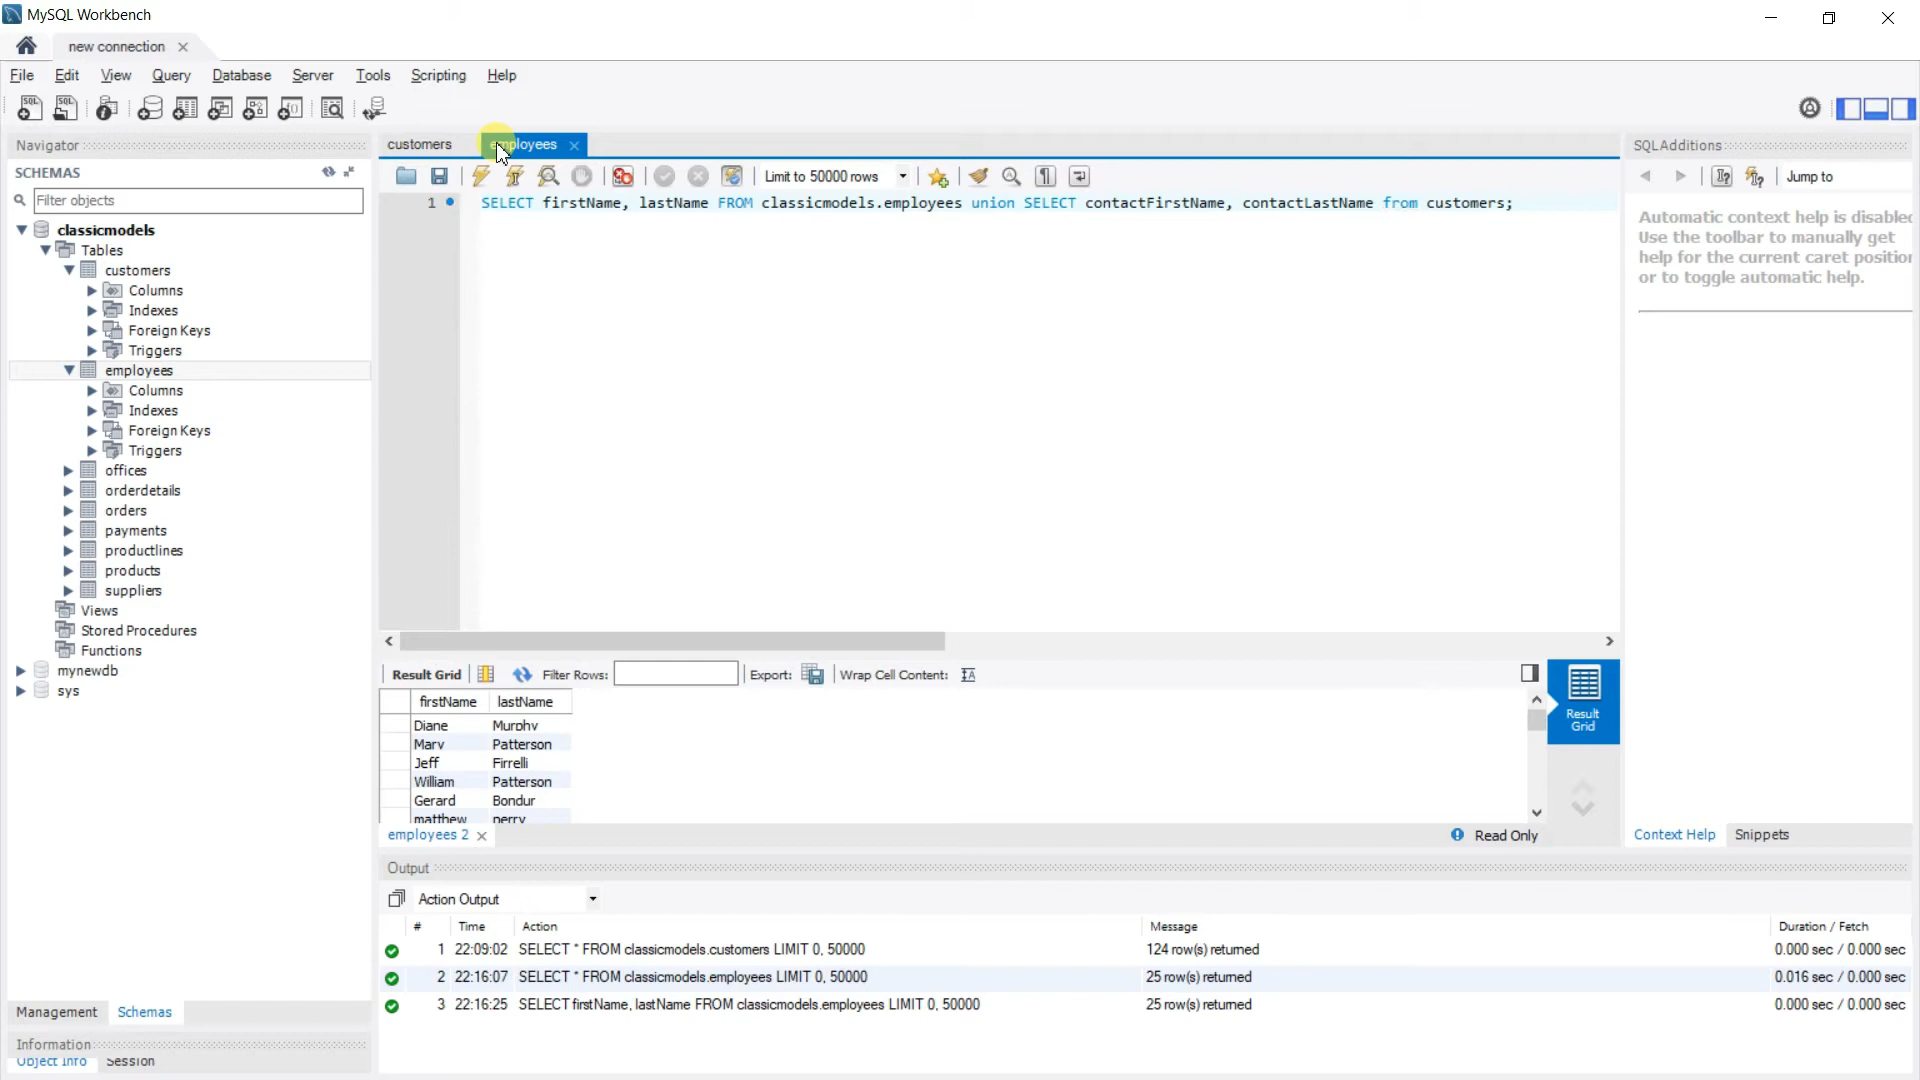 MySQL Workbench
new connection
File Edit View Query Database Server Tools Scripting Help
Navigator
SCHEMAS
Filter objects
classicmodels
Tables
customers
Columns
Indexes
Foreign Keys
Triggers
employees
Columns
Indexes
Foreign Keys
Triggers
offices
orderdetails
orders
payments
productlines
products
suppliers
Views
Stored Procedures
Functions
mynewdb
sys
Management Schemas
Information
Object Info Session
customers employees
Limit to 50000 rows
1 SELECT firstName, lastName FROM classicmodels.employees union SELECT contactFirstName, contactLastName from customers;
Result Grid Filter Rows: Export: Wrap Cell Content:
firstName lastName
Diane Murphy
Mary Patterson
Jeff Firrelli
William Patterson
Gerard Bondur
matthew perry
Result
Grid
employees 2 Read Only
SQLAdditions
Jump to
Automatic context help is disabled
Use the toolbar to manually get
help for the current caret position
or to toggle automatic help.
Context Help Snippets
Output
Action Output
# Time Action Message Duration / Fetch
1 22:09:02 SELECT * FROM classicmodels.customers LIMIT 0, 50000 124 row(s) returned 0.000 sec / 0.000 sec
2 22:16:07 SELECT * FROM classicmodels.employees LIMIT 0, 50000 25 row(s) returned 0.016 sec / 0.000 sec
3 22:16:25 SELECT firstName, lastName FROM classicmodels.employees LIMIT 0, 50000 25 row(s) returned 0.000 sec / 0.000 sec